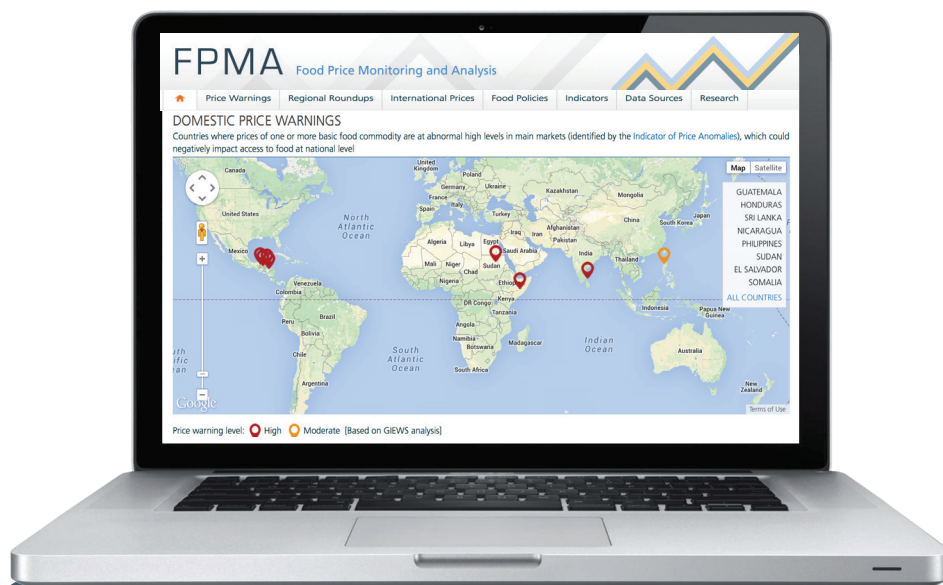 FPMA Food Price Monitoring and Analysis
Price Warnings Regional Roundups International Prices Food Policies Indicators Data Sources Research
DOMESTIC PRICE WARNINGS
Countries where prices of one or more basic food commodity are at abnormal high levels in main markets (identified by the Indicator of Price Anomalies), which could
negatively impact access to food at national level
Map Satellite
GUATEMALA
HONDURAS
SRI LANKA
NICARAGUA
PHILIPPINES
SUDAN
EL SALVADOR
SOMALIA
ALL COUNTRIES
Canada
United
Kingdom
Poland
Germany
Ukraine
Kazakhstan
Mongolia
France
Italy
Spain
Turkey
United States
North
Atlantic
Ocean
China
South Korea
Japan
Iraq
Iran
Afghanistan
Pakistan
Algeria
Libya
Egypt
Saudi Arabia
India
Mexico
Mali
Niger
Chad
Sudan
Thailand
Nigeria
Ethiop
Venezuela
Colombia
DR Congo
Kenya
Tanzania
Indonesia
Papua New
Guinea
Peru
Brazil
Angola
Bolivia
Namibia
Botswana
Madagascar
Indian
Ocean
South
Atlantic
Ocean
Chile
Australia
South Africa
Argentina
New
Zealand
uth
ific
ean
Google
Terms of Use
Price warning level: High Moderate [Based on GIEWS analysis]